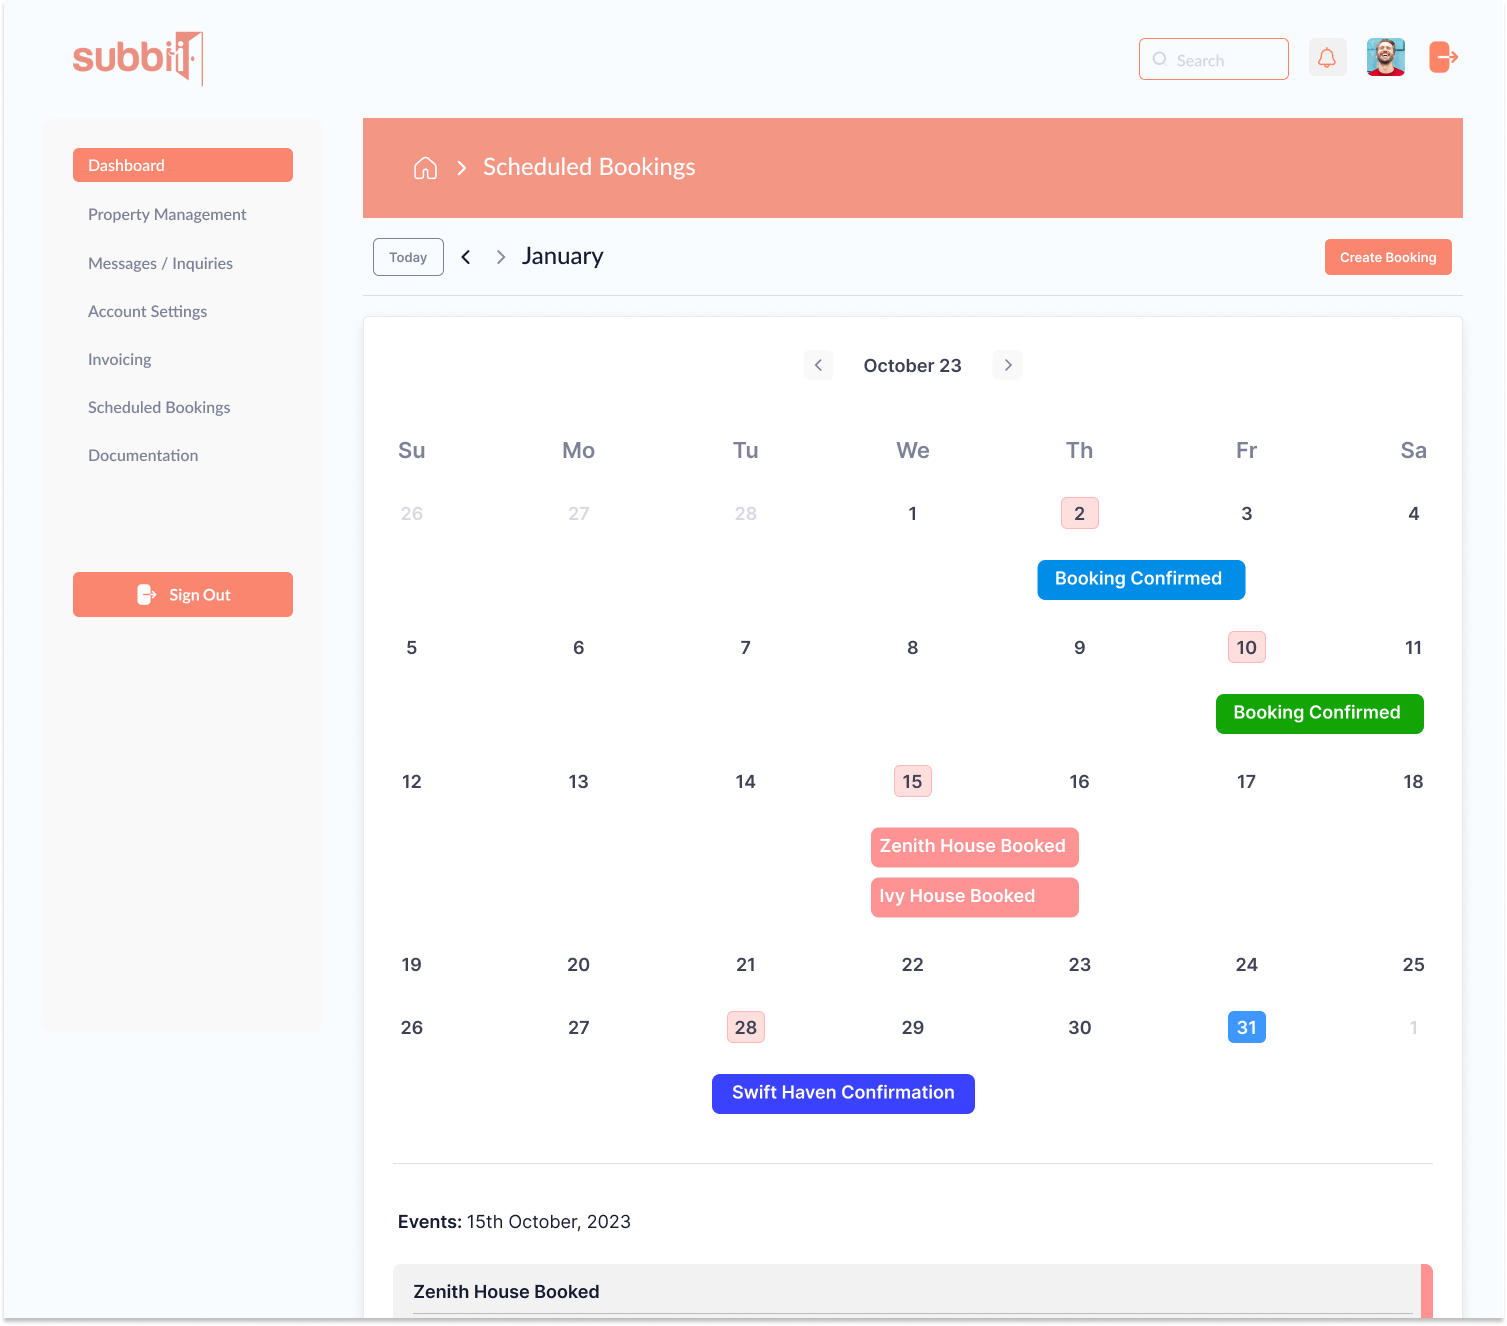 subbit
Search
Dashboard
Property Management
Messages / Inquiries
Account Settings
Invoicing
Scheduled Bookings
Documentation
Sign Out
Scheduled Bookings
Today
January
Create Booking
October 23
Su Mo Tu We Th Fr Sa
26 27 28 1 2 3 4
Booking Confirmed
5 6 7 8 9 10 11
Booking Confirmed
12 13 14 15 16 17 18
Zenith House Booked
Ivy House Booked
19 20 21 22 23 24 25
26 27 28 29 30 31 1
Swift Haven Confirmation
Events: 15th October, 2023
Zenith House Booked